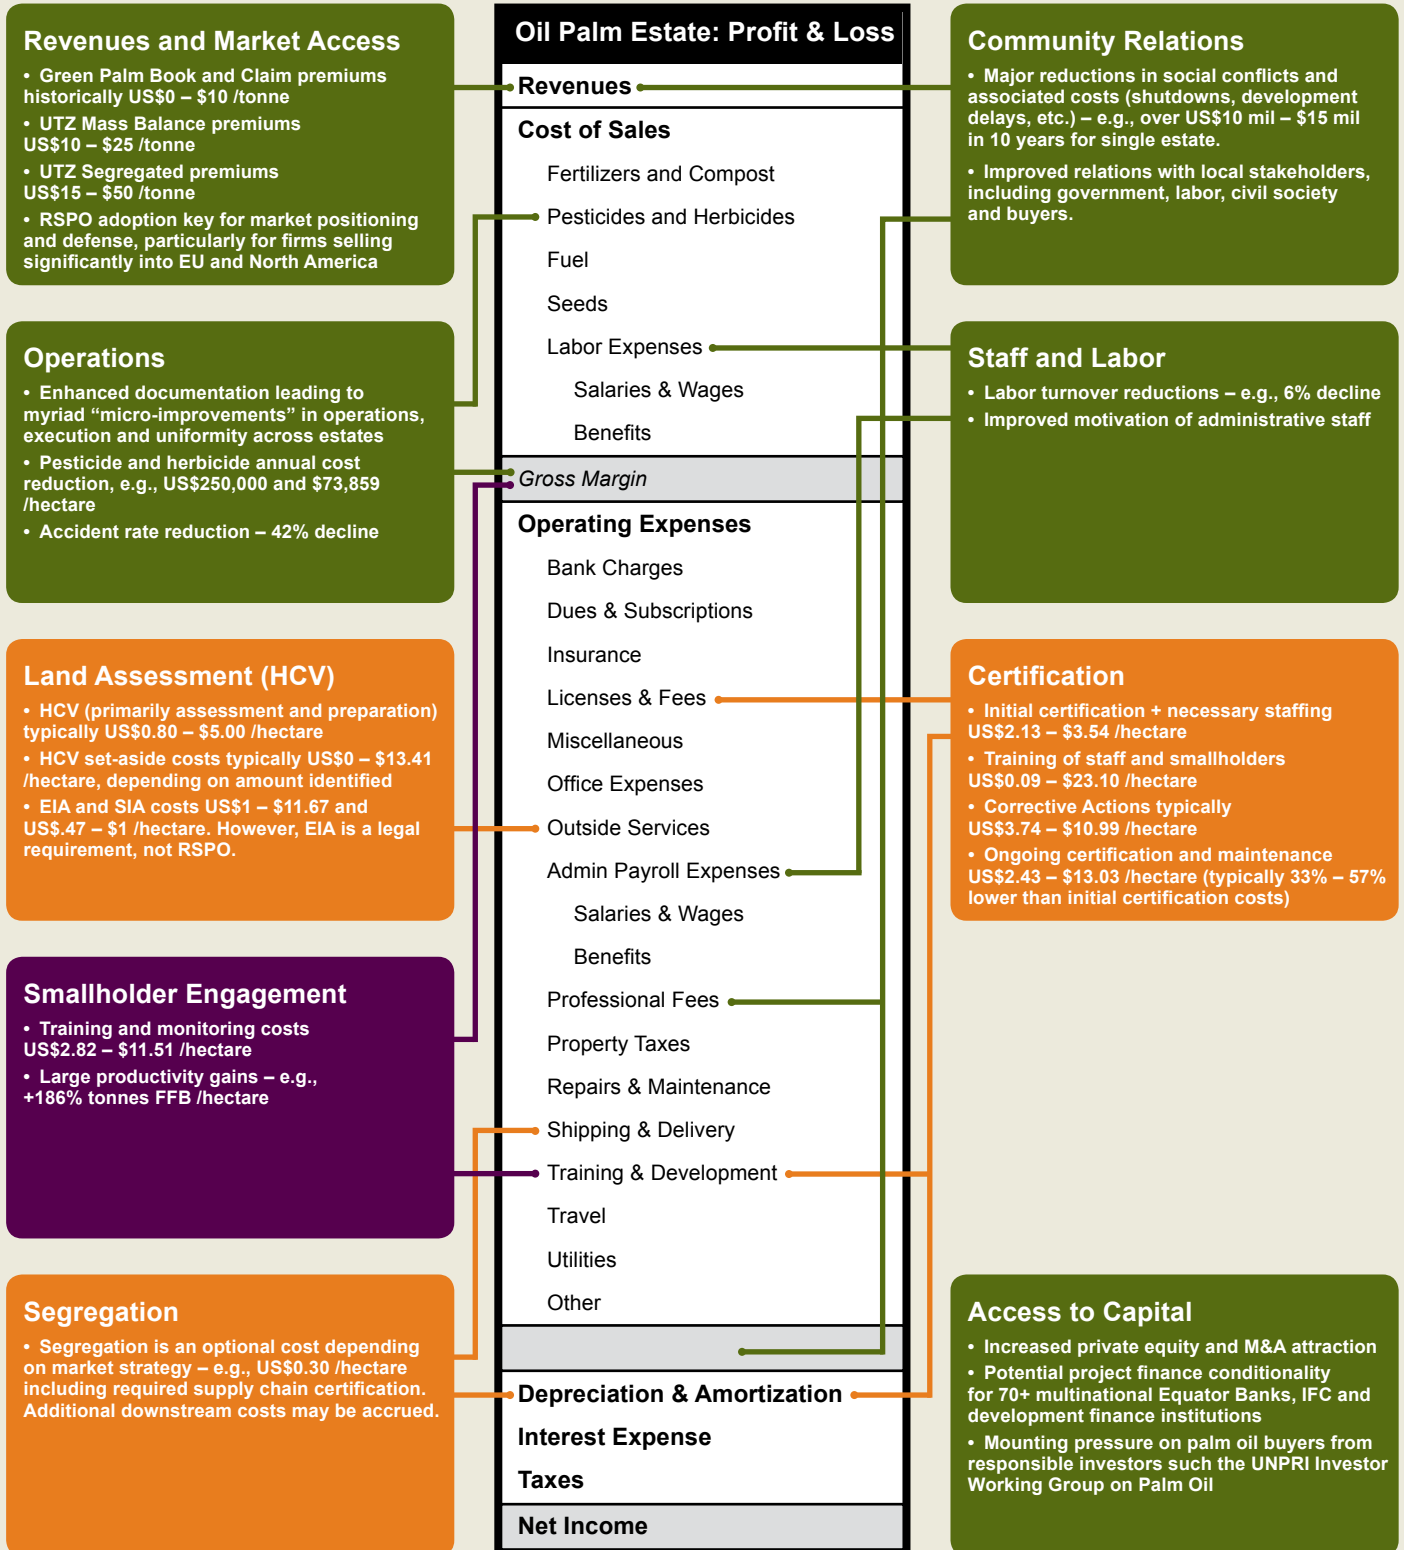 Revenues and Market Access
• Green Palm Book and Claim premiums
historically US$0 – $10 /tonne
• UTZ Mass Balance premiums
US$10 – $25 /tonne
• UTZ Segregated premiums
US$15 – $50 /tonne
• RSPO adoption key for market positioning
and defense, particularly for firms selling
significantly into EU and North America
Operations
• Enhanced documentation leading to
myriad “micro-improvements” in operations,
execution and uniformity across estates
• Pesticide and herbicide annual cost
reduction, e.g., US$250,000 and $73,859
/hectare
• Accident rate reduction – 42% decline
Land Assessment (HCV)
• HCV (primarily assessment and preparation)
typically US$0.80 – $5.00 /hectare
• HCV set-aside costs typically US$0 – $13.41
/hectare, depending on amount identified
• EIA and SIA costs US$1 – $11.67 and
US$.47 – $1 /hectare. However, EIA is a legal
requirement, not RSPO.
Smallholder Engagement
• Training and monitoring costs
US$2.82 – $11.51 /hectare
• Large productivity gains – e.g.,
+186% tonnes FFB /hectare
Segregation
• Segregation is an optional cost depending
on market strategy – e.g., US$0.30 /hectare
including required supply chain certification.
Additional downstream costs may be accrued.
Oil Palm Estate: Profit & Loss
Revenues
Cost of Sales
Fertilizers and Compost
Pesticides and Herbicides
Fuel
Seeds
Labor Expenses
Salaries & Wages
Benefits
Gross Margin
Operating Expenses
Bank Charges
Dues & Subscriptions
Insurance
Licenses & Fees
Miscellaneous
Office Expenses
Outside Services
Admin Payroll Expenses
Salaries & Wages
Benefits
Professional Fees
Property Taxes
Repairs & Maintenance
Shipping & Delivery
Training & Development
Travel
Utilities
Other
Depreciation & Amortization
Interest Expense
Taxes
Net Income
Community Relations
• Major reductions in social conflicts and
associated costs (shutdowns, development
delays, etc.) – e.g., over US$10 mil – $15 mil
in 10 years for single estate.
• Improved relations with local stakeholders,
including government, labor, civil society
and buyers.
Staff and Labor
• Labor turnover reductions – e.g., 6% decline
• Improved motivation of administrative staff
Certification
• Initial certification + necessary staffing
US$2.13 – $3.54 /hectare
• Training of staff and smallholders
US$0.09 – $23.10 /hectare
• Corrective Actions typically
US$3.74 – $10.99 /hectare
• Ongoing certification and maintenance
US$2.43 – $13.03 /hectare (typically 33% – 57%
lower than initial certification costs)
Access to Capital
• Increased private equity and M&A attraction
• Potential project finance conditionality
for 70+ multinational Equator Banks, IFC and
development finance institutions
• Mounting pressure on palm oil buyers from
responsible investors such the UNPRI Investor
Working Group on Palm Oil